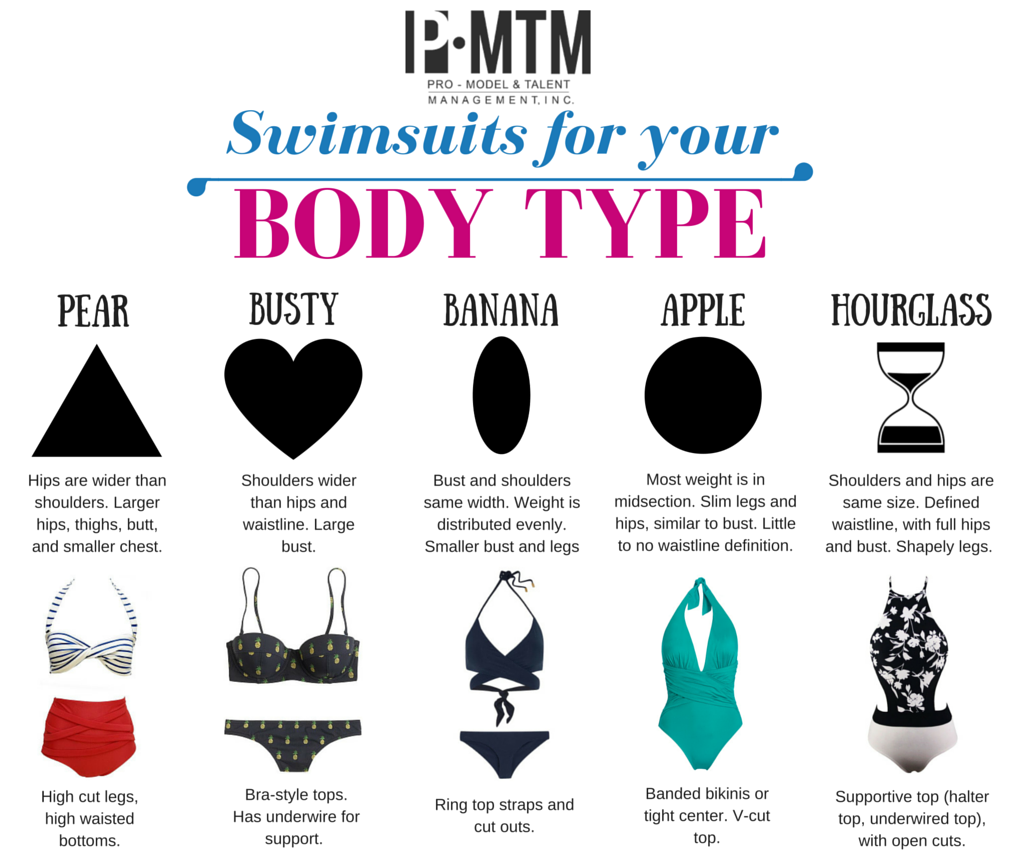 P·MTM
PRO - MODEL & TALENT
MANAGEMENT, INC.
Swimsuits for your
BODY TYPE
PEAR
Hips are wider than
shoulders. Larger
hips, thighs, butt,
and smaller chest.
High cut legs,
high waisted
bottoms.
BUSTY
Shoulders wider
than hips and
waistline. Large
bust.
Bra-style tops.
Has underwire for
support.
BANANA
Bust and shoulders
same width. Weight is
distributed evenly.
Smaller bust and legs
Ring top straps and
cut outs.
APPLE
Most weight is in
midsection. Slim legs and
hips, similar to bust. Little
to no waistline definition.
Banded bikinis or
tight center. V-cut
top.
HOURGLASS
Shoulders and hips are
same size. Defined
waistline, with full hips
and bust. Shapely legs.
Supportive top (halter
top, underwired top),
with open cuts.